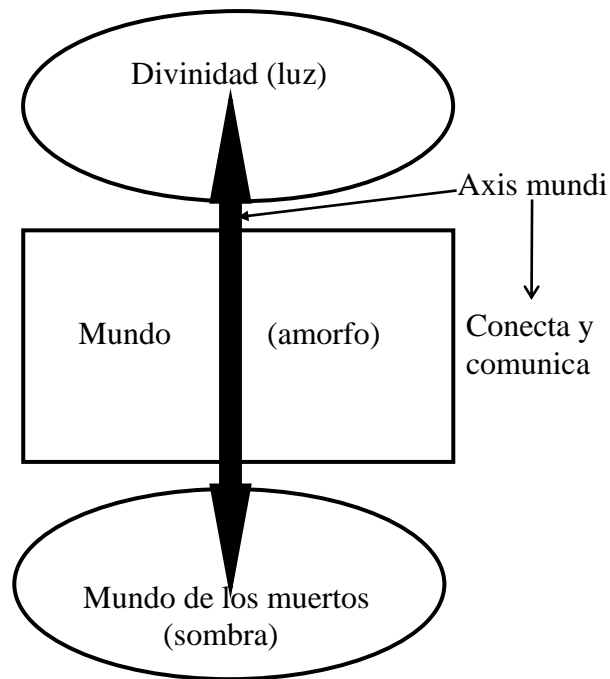 Divinidad (luz)
Axis mundi
Mundo (amorfo)
Conecta y
comunica
Mundo de los muertos
(sombra)